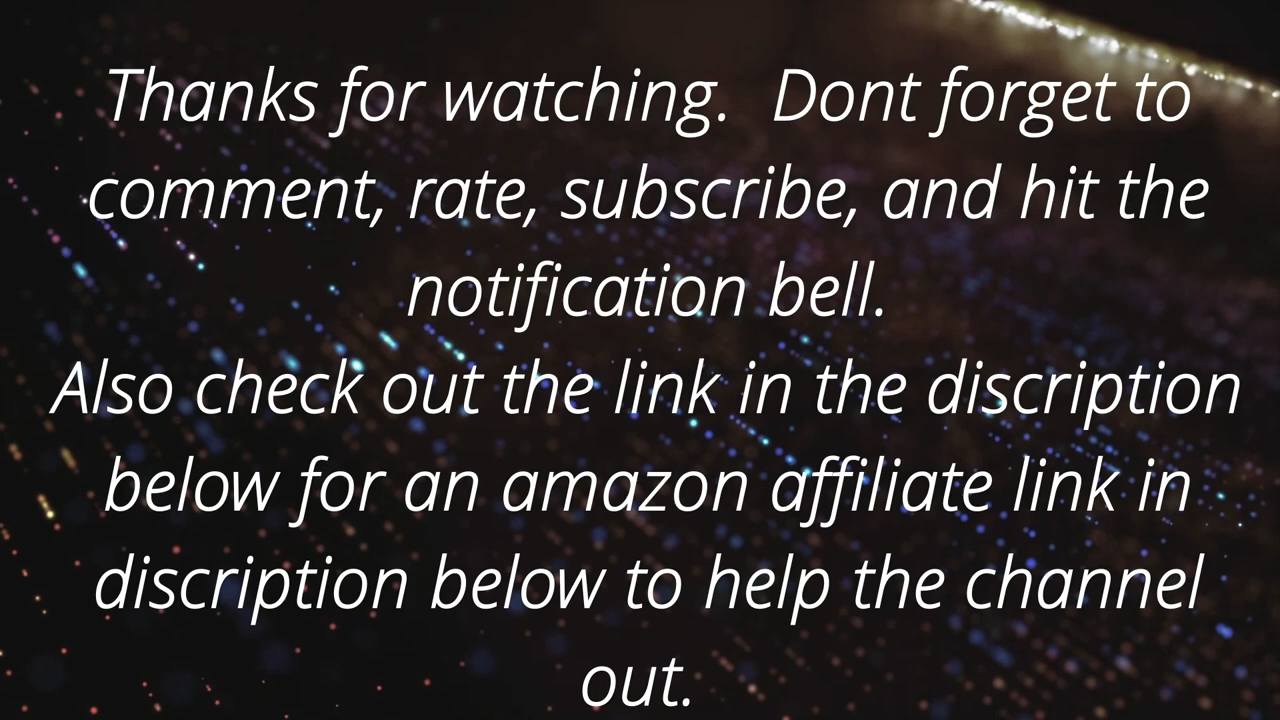 Thanks for watching.  Dont forget to
comment, rate, subscribe, and hit the
notification bell.
Also check out the link in the discription
below for an amazon affiliate link in
discription below to help the channel
out.